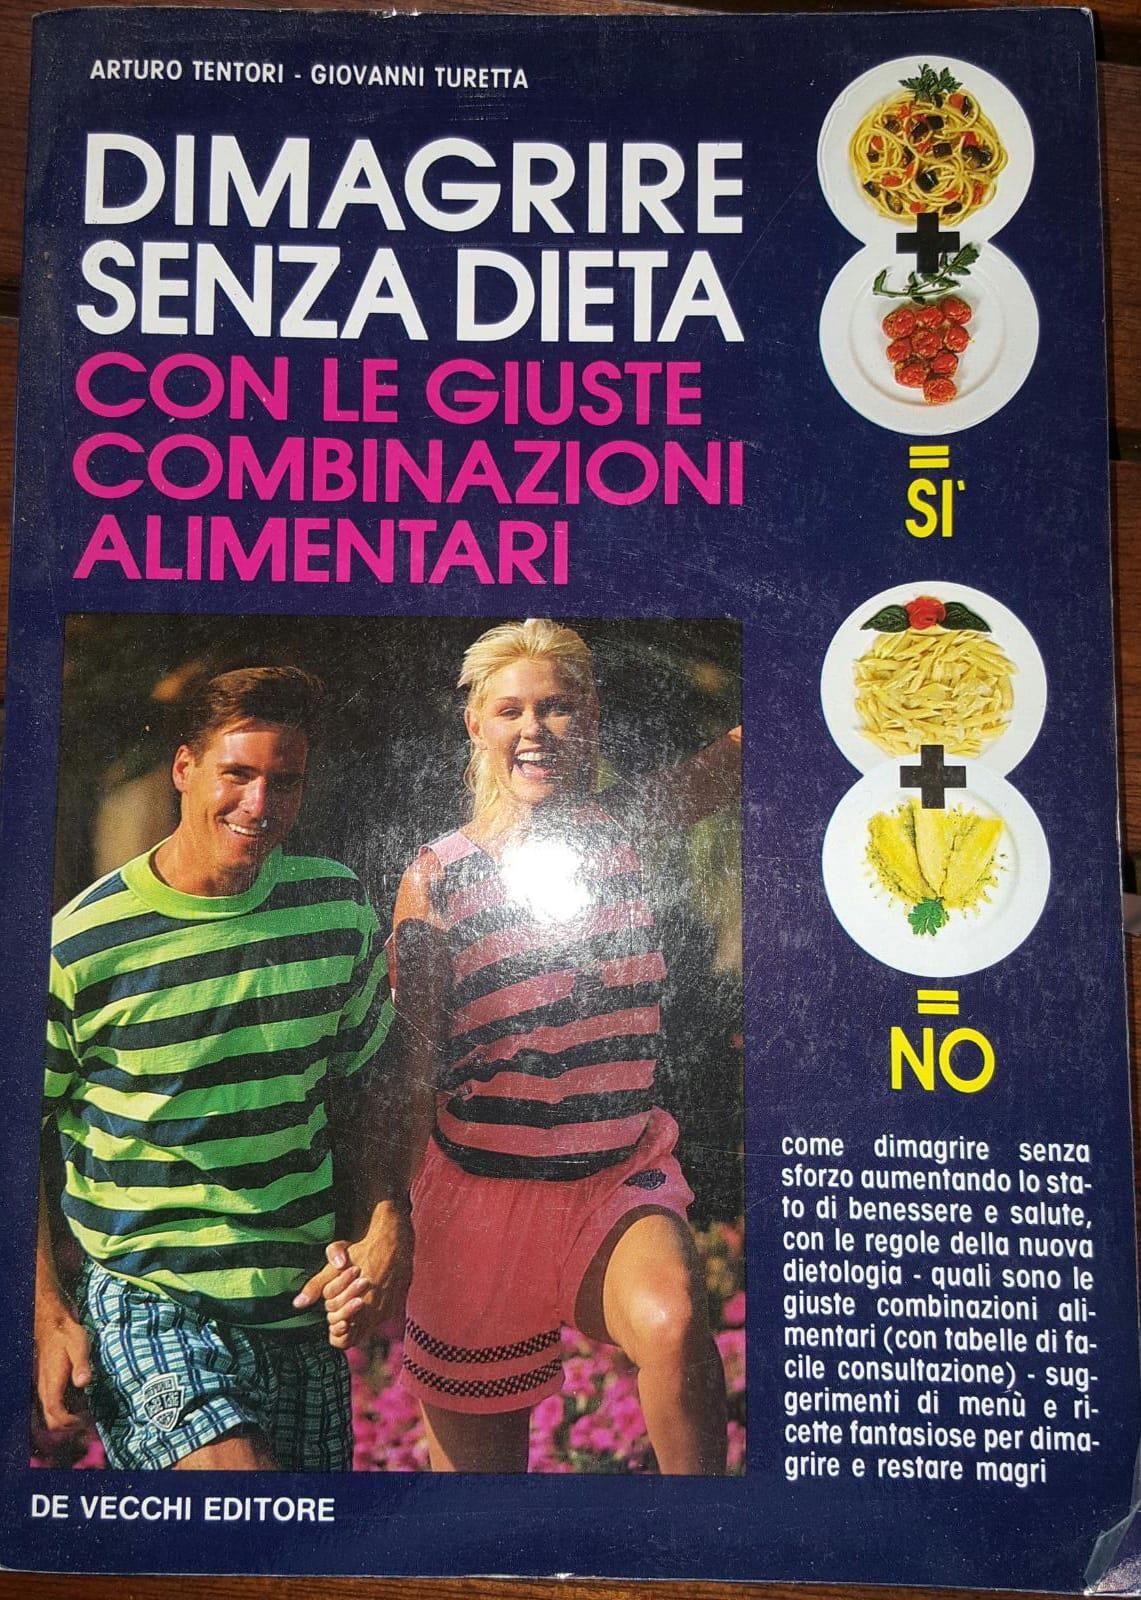 ARTURO TENTORI - GIOVANNI TURETTA
DIMAGRIRE
SENZA DIETA
CON LE GIUSTE
COMBINAZIONI
ALIMENTARI
+
=
SI'
+
=
NO
come dimagrire senza
sforzo aumentando lo sta-
to di benessere e salute,
con le regole della nuova
dietologia - quali sono le
giuste combinazioni ali-
mentari (con tabelle di fa-
cile consultazione) - sug-
gerimenti di menù e ri-
cette fantasiose per dima-
grire e restare magri
DE VECCHI EDITORE